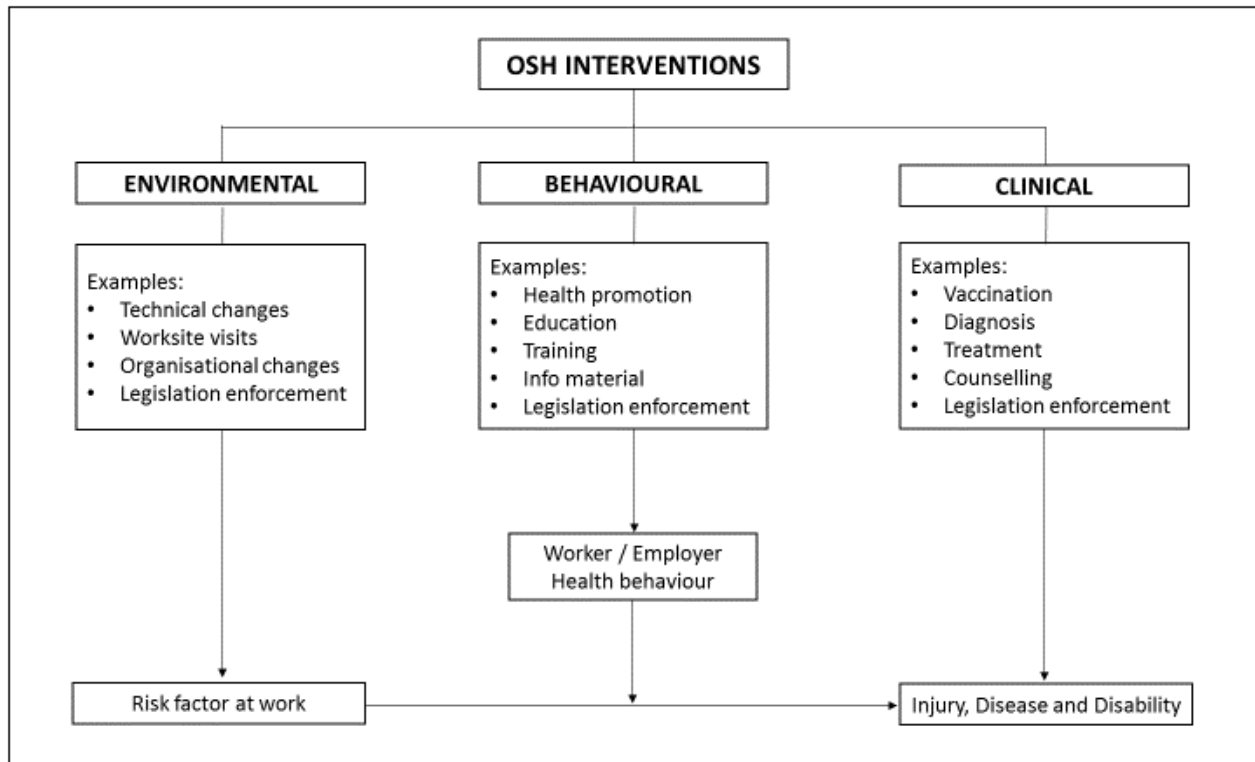 OSH INTERVENTIONS
ENVIRONMENTAL
BEHAVIOURAL
CLINICAL
Examples:
• Technical changes
• Worksite visits
• Organisational changes
• Legislation enforcement
Examples:
• Health promotion
• Education
• Training
• Info material
• Legislation enforcement
Examples:
• Vaccination
• Diagnosis
• Treatment
• Counselling
• Legislation enforcement
Worker / Employer
Health behaviour
Risk factor at work
Injury, Disease and Disability